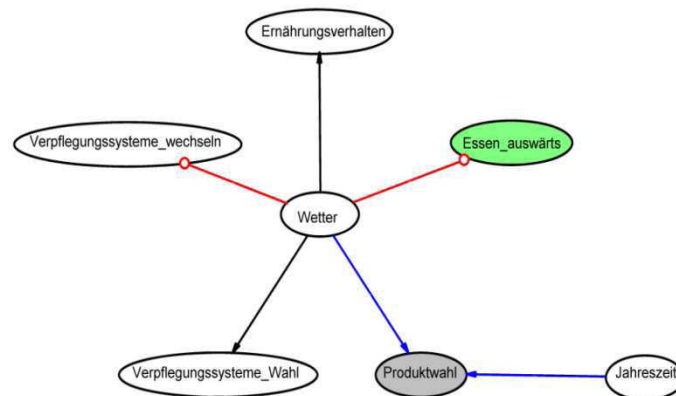 Ernährungsverhalten
Verpflegungssysteme_wechseln
Essen_auswärts
Wetter
Verpflegungssysteme_Wahl
Produktwahl
Jahreszeit